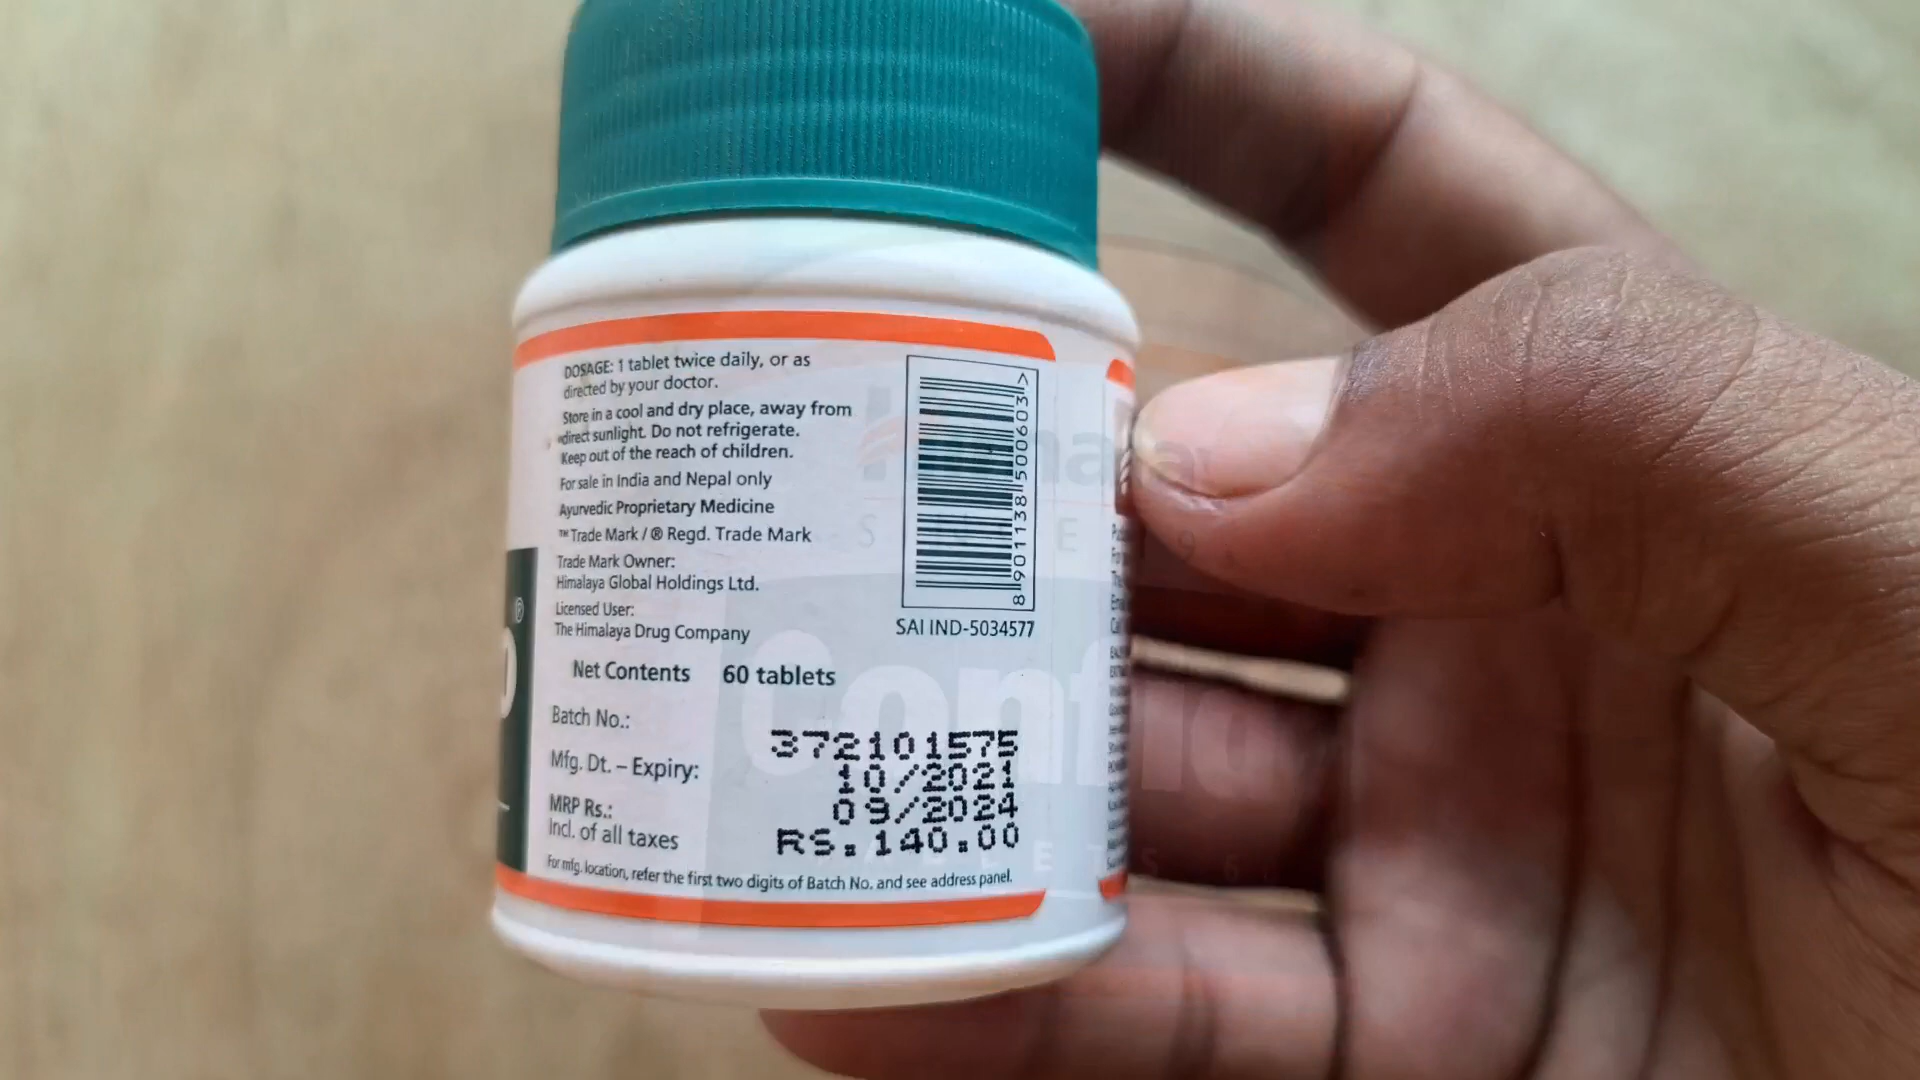 DOSAGE: 1 tablet twice daily, or as
directed by your doctor.
Store in a cool and dry place, away from
direct sunlight. Do not refrigerate.
Keep out of the reach of children.
For sale in India and Nepal only
Ayurvedic Proprietary Medicine
™ Trade Mark / ® Regd. Trade Mark
Trade Mark Owner:
Himalaya Global Holdings Ltd.
Licensed User:
The Himalaya Drug Company
8 901138 500603 >
SAI IND-5034577
Net Contents 60 tablets
Batch No.: 372101575
Mfg. Dt. – Expiry: 10/2021
09/2024
MRP Rs.: RS.140.00
Incl. of all taxes
For mfg. location, refer the first two digits of Batch No. and see address panel.